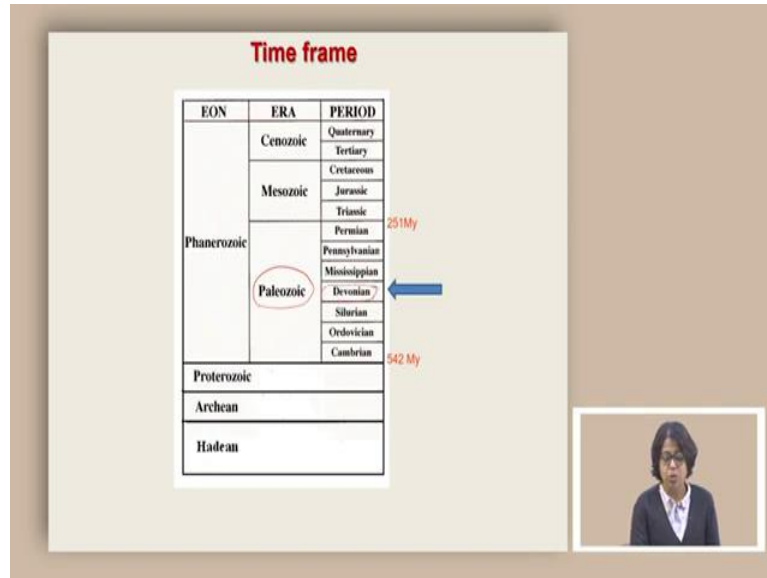 Time frame
EON ERA PERIOD
Phanerozoic
Cenozoic
Quaternary
Tertiary
Mesozoic
Cretaceous
Jurassic
Triassic
251My
Paleozoic
Permian
Pennsylvanian
Mississippian
Devonian
Silurian
Ordovician
Cambrian
542 My
Proterozoic
Archean
Hadean